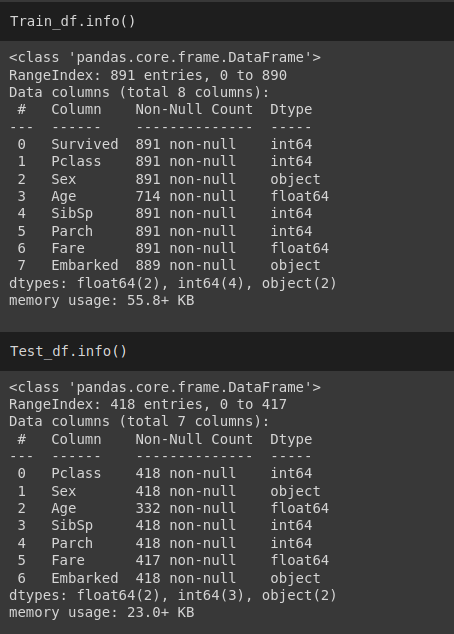 Train_df.info()
<class 'pandas.core.frame.DataFrame'>
RangeIndex: 891 entries, 0 to 890
Data columns (total 8 columns):
 #   Column    Non-Null Count  Dtype
---  ------    --------------  -----
 0   Survived  891 non-null    int64
 1   Pclass    891 non-null    int64
 2   Sex       891 non-null    object
 3   Age       714 non-null    float64
 4   SibSp     891 non-null    int64
 5   Parch     891 non-null    int64
 6   Fare      891 non-null    float64
 7   Embarked  889 non-null    object
dtypes: float64(2), int64(4), object(2)
memory usage: 55.8+ KB
Test_df.info()
<class 'pandas.core.frame.DataFrame'>
RangeIndex: 418 entries, 0 to 417
Data columns (total 7 columns):
 #   Column    Non-Null Count  Dtype
---  ------    --------------  -----
 0   Pclass    418 non-null    int64
 1   Sex       418 non-null    object
 2   Age       332 non-null    float64
 3   SibSp     418 non-null    int64
 4   Parch     418 non-null    int64
 5   Fare      417 non-null    float64
 6   Embarked  418 non-null    object
dtypes: float64(2), int64(3), object(2)
memory usage: 23.0+ KB